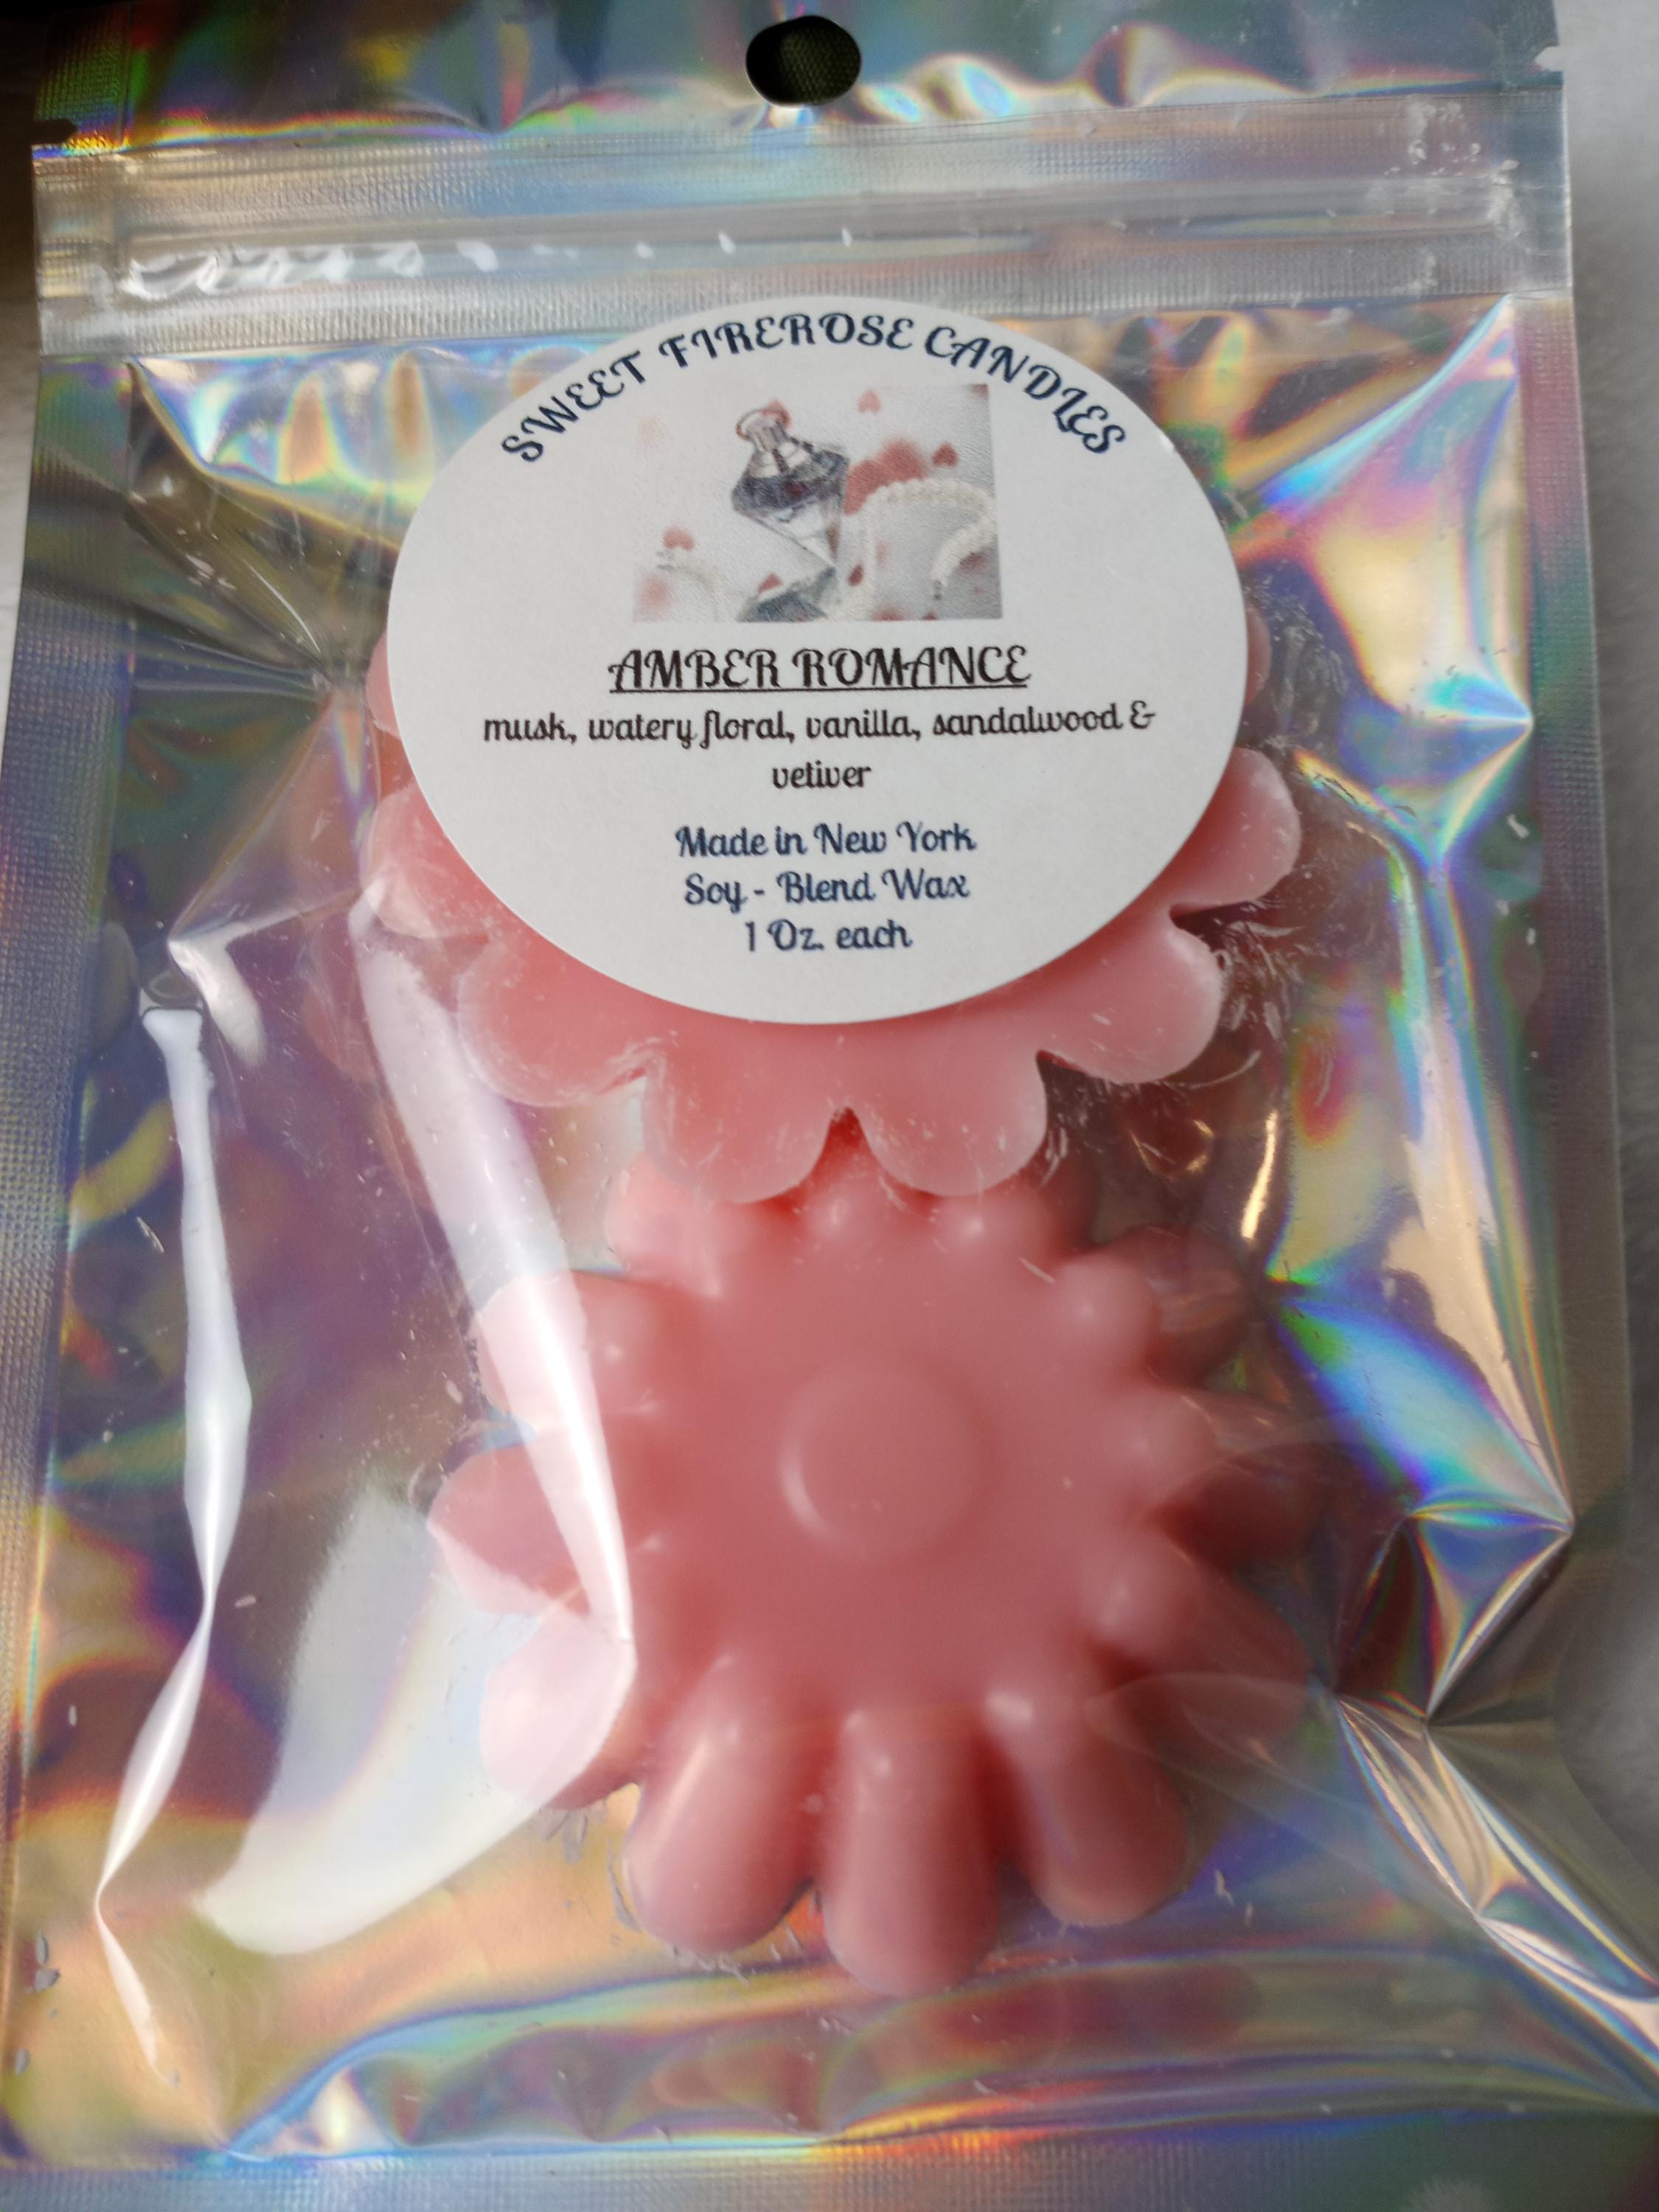 SWEET FIREROSE CANDLES
AMBER ROMANCE
musk, watery floral, vanilla, sandalwood &
vetiver
Made in New York
Soy - Blend Wax
1 Oz. each